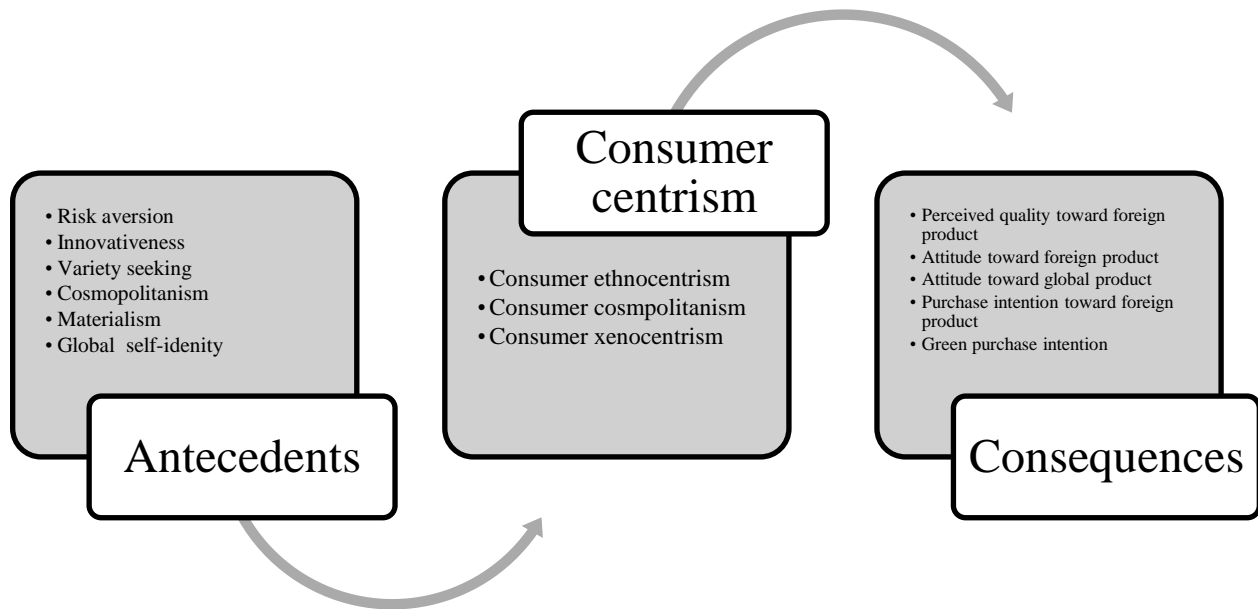 • Risk aversion
• Innovativeness
• Variety seeking
• Cosmopolitanism
• Materialism
• Global self-idenity
Antecedents
Consumer
centrism
• Consumer ethnocentrism
• Consumer cosmpolitanism
• Consumer xenocentrism
• Perceived quality toward foreign
product
• Attitude toward foreign product
• Attitude toward global product
• Purchase intention toward foreign
product
• Green purchase intention
Consequences